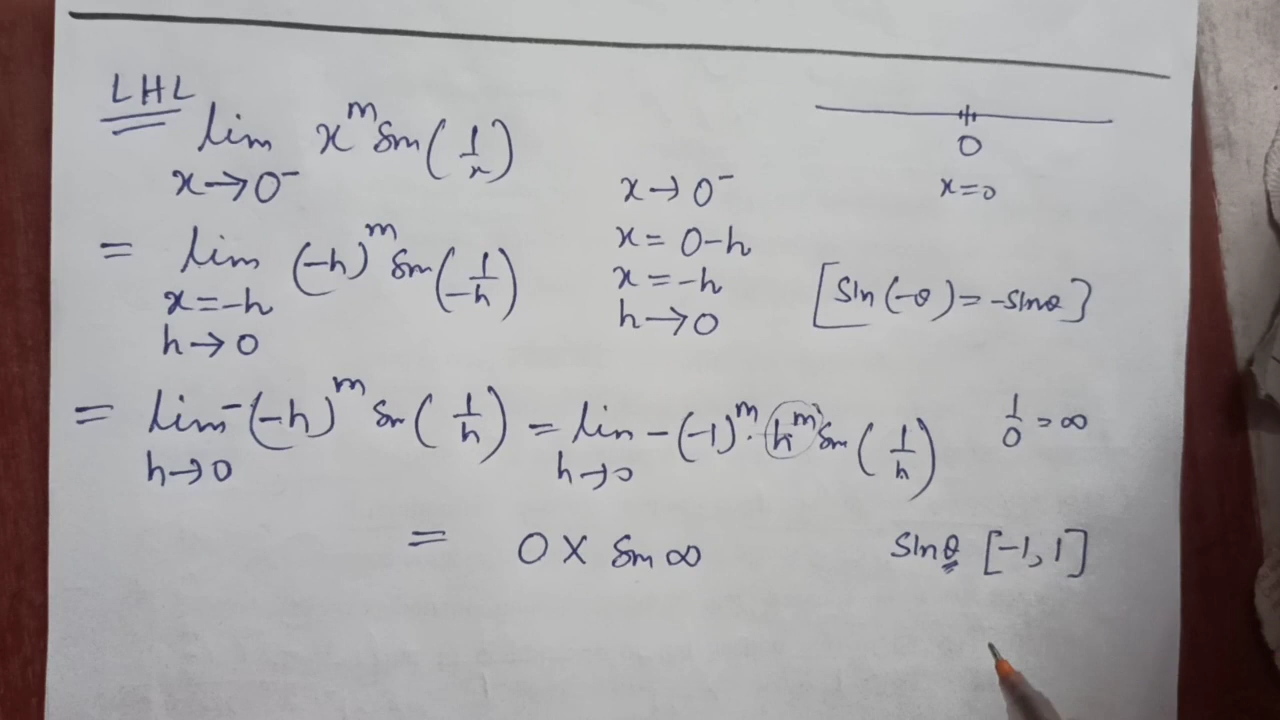 LHL
lim x^m Sin(1/x)
x→0⁻
0
x=0
= lim (-h)^m Sin(1/-h)
x=-h
h→0
x→0⁻
x= 0-h
x=-h
h→0
[Sin(-θ)= -sinθ]
= lim -(-h)^m Sin(1/h) = lim -(-1)^m . h^m Sin(1/h)
h→0 h→0
1/0 = ∞
= 0 X Sin ∞
Sinθ [-1,1]